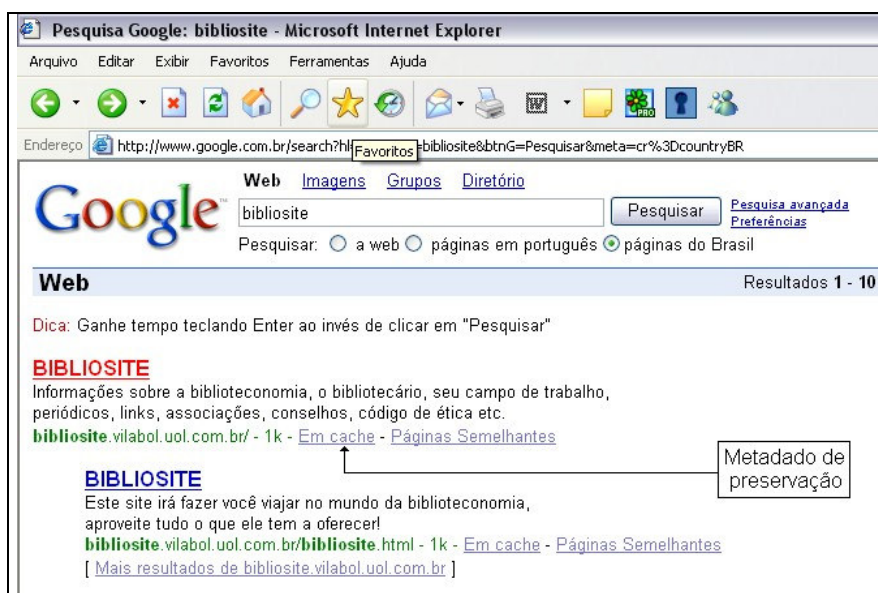 Pesquisa Google: bibliosite - Microsoft Internet Explorer
Arquivo Editar Exibir Favoritos Ferramentas Ajuda
PRO
Endereço http://www.google.com.br/search?hl =bibliosite&btnG=Pesquisar&meta=cr%3DcountryBR
Favoritos
Web Imagens Grupos Diretório
Google
bibliosite Pesquisar Pesquisa avançada
Preferências
Pesquisar: a web páginas em português páginas do Brasil
Web Resultados 1 - 10
Dica: Ganhe tempo teclando Enter ao invés de clicar em "Pesquisar"
BIBLIOSITE
Informações sobre a biblioteconomia, o bibliotecário, seu campo de trabalho,
periódicos, links, associações, conselhos, código de ética etc.
bibliosite.vilabol.uol.com.br/ - 1k - Em cache - Páginas Semelhantes
Metadado de
preservação
BIBLIOSITE
Este site irá fazer você viajar no mundo da biblioteconomia,
aproveite tudo o que ele tem a oferecer!
bibliosite.vilabol.uol.com.br/bibliosite.html - 1k - Em cache - Páginas Semelhantes
[ Mais resultados de bibliosite.vilabol.uol.com.br ]